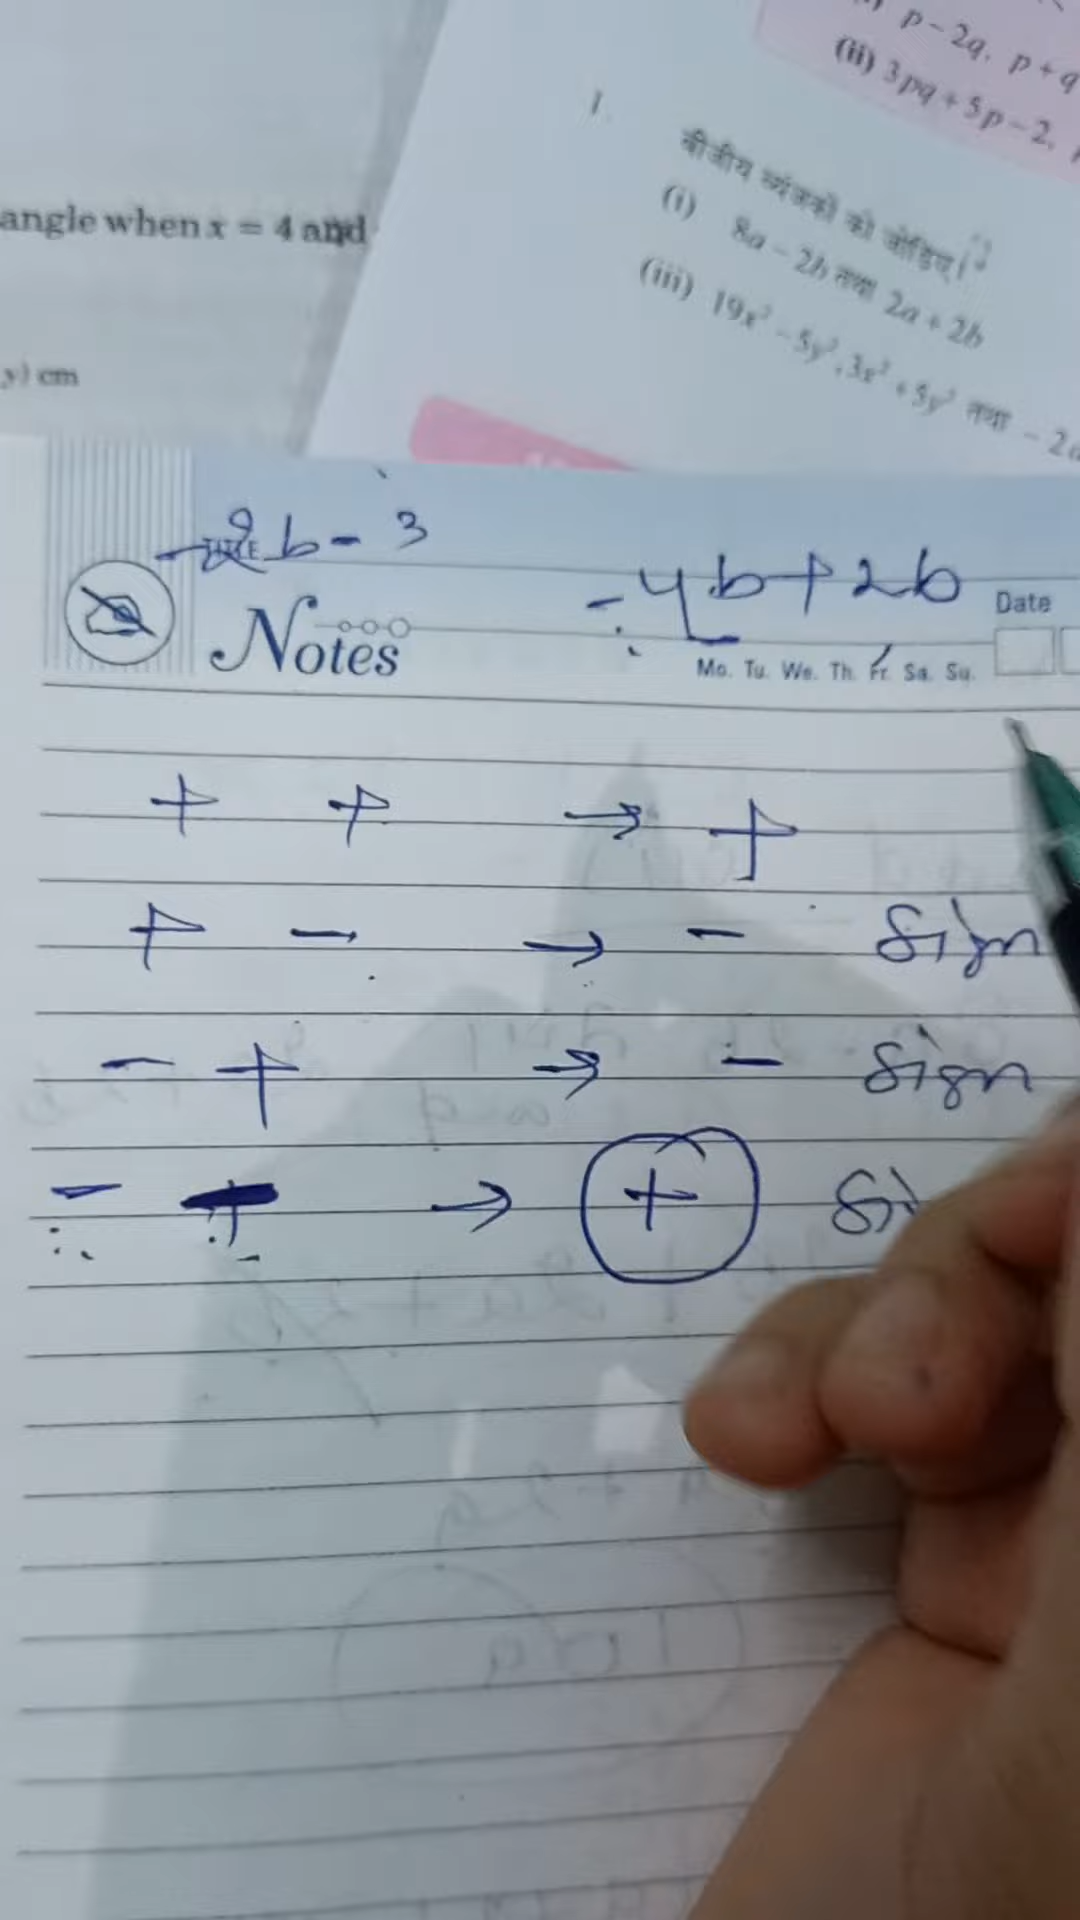 p - 2q, p + q
(ii) 3pq + 5p - 2,
1.
बीजीय व्यंजकों को जोड़िए।
(i) 8a - 2b तथा 2a + 2b
(iii) 19x² - 5y², 3x² + 5y² तथा - 2
angle when x = 4 and
y) cm
-2b - 3
-4b + 2b
Notes
Date
Mo. Tu. We. Th. Fr. Sa. Su.
+ + → +
+ - → - Sign
- + → - Sign
- - → + Si